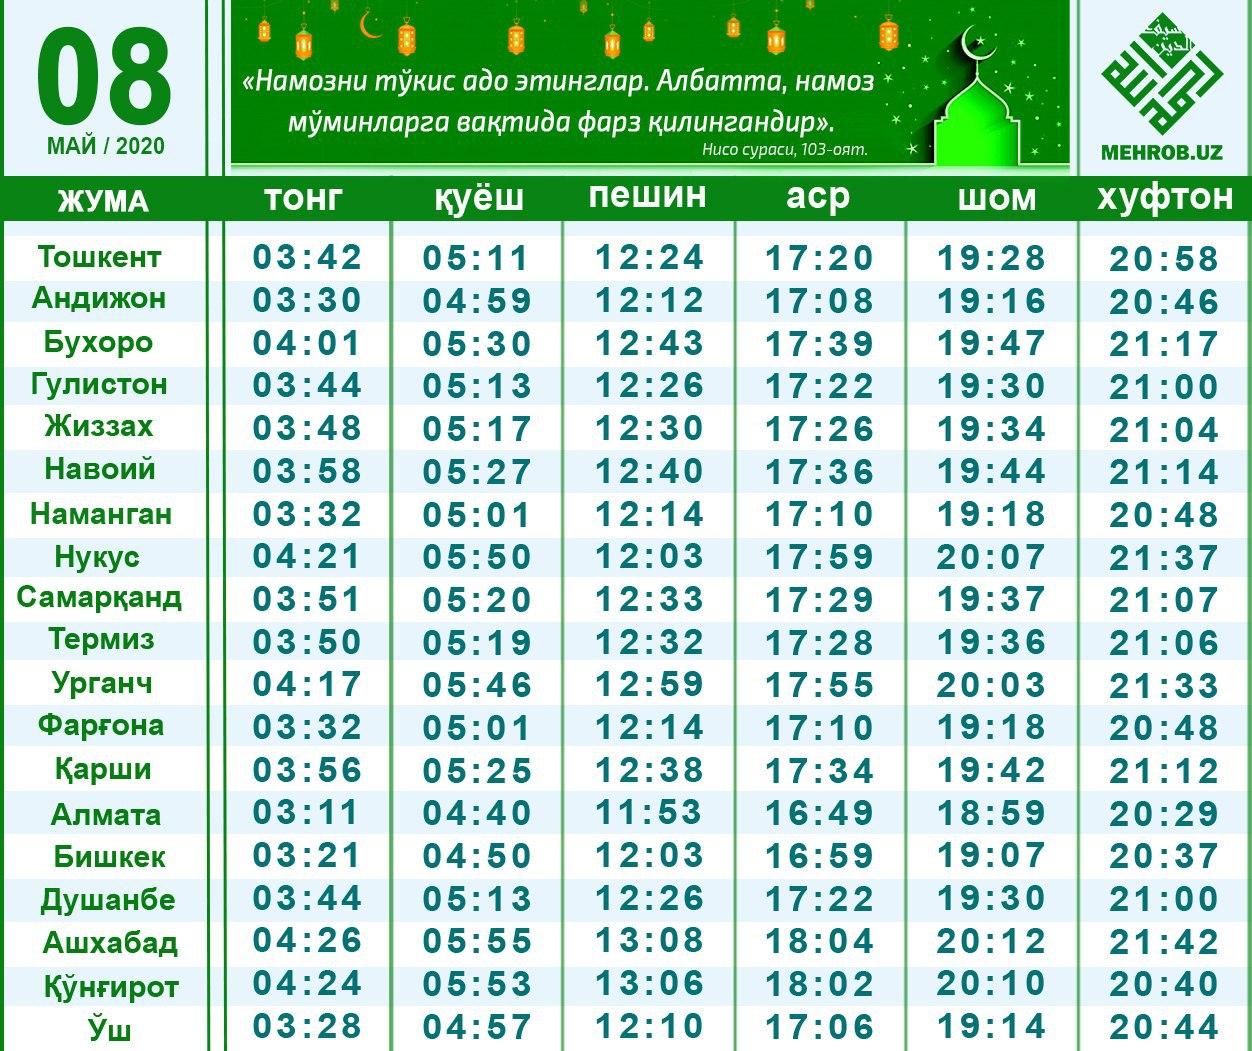 08
МАЙ / 2020
«Намозни тўкис адо этинглар. Албатта, намоз
мўминларга вақтида фарз қилингандир».
Нисо сураси, 103-оят.
MEHROB.UZ
ЖУМА тонг қуёш пешин аср шом хуфтон
Тошкент 03:42 05:11 12:24 17:20 19:28 20:58
Андижон 03:30 04:59 12:12 17:08 19:16 20:46
Бухоро 04:01 05:30 12:43 17:39 19:47 21:17
Гулистон 03:44 05:13 12:26 17:22 19:30 21:00
Жиззах 03:48 05:17 12:30 17:26 19:34 21:04
Навоий 03:58 05:27 12:40 17:36 19:44 21:14
Наманган 03:32 05:01 12:14 17:10 19:18 20:48
Нукус 04:21 05:50 12:03 17:59 20:07 21:37
Самарқанд 03:51 05:20 12:33 17:29 19:37 21:07
Термиз 03:50 05:19 12:32 17:28 19:36 21:06
Урганч 04:17 05:46 12:59 17:55 20:03 21:33
Фарғона 03:32 05:01 12:14 17:10 19:18 20:48
Қарши 03:56 05:25 12:38 17:34 19:42 21:12
Алмата 03:11 04:40 11:53 16:49 18:59 20:29
Бишкек 03:21 04:50 12:03 16:59 19:07 20:37
Душанбе 03:44 05:13 12:26 17:22 19:30 21:00
Ашхабад 04:26 05:55 13:08 18:04 20:12 21:42
Қўнғирот 04:24 05:53 13:06 18:02 20:10 20:40
Ўш 03:28 04:57 12:10 17:06 19:14 20:44